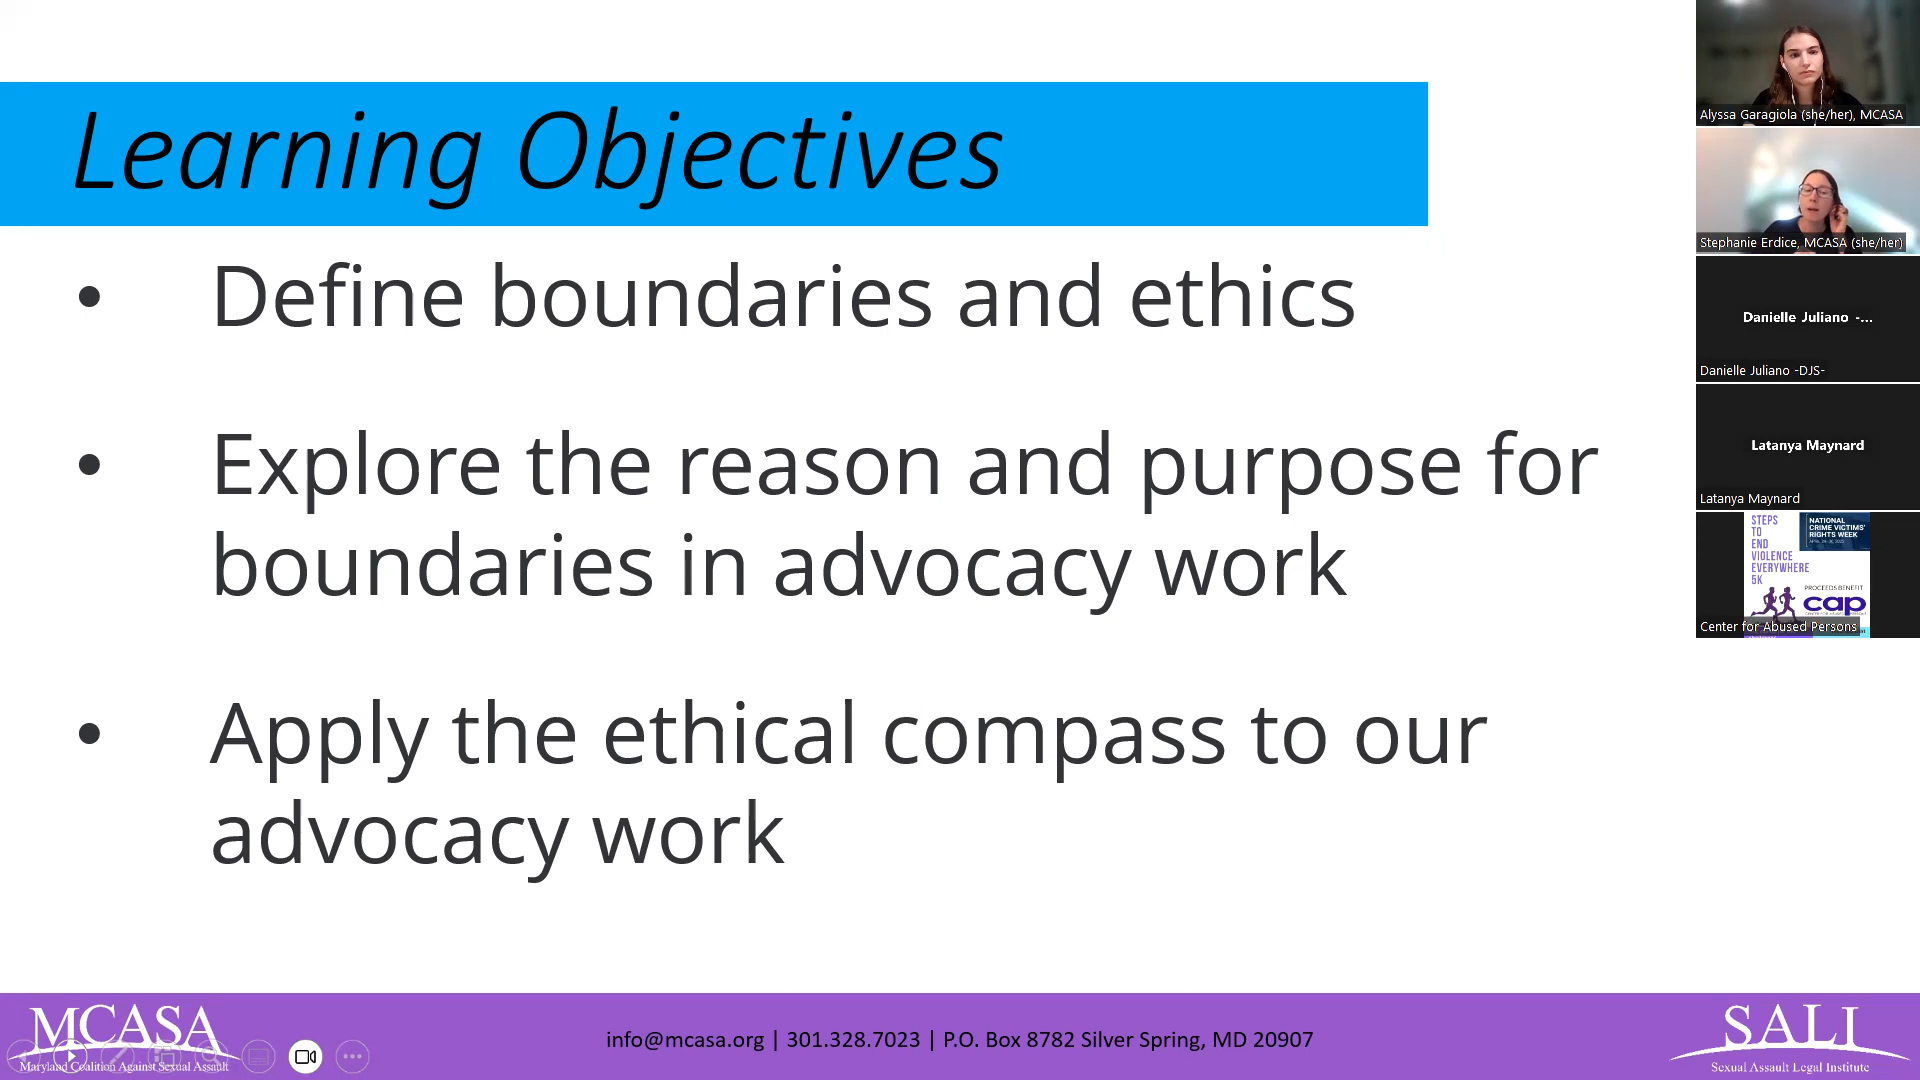 Learning Objectives
• Define boundaries and ethics
• Explore the reason and purpose for
boundaries in advocacy work
• Apply the ethical compass to our
advocacy work
Alyssa Garagiola (she/her), MCASA
Stephanie Erdice, MCASA (she/her)
Danielle Juliano -...
Danielle Juliano -DJS-
Latanya Maynard
Latanya Maynard
STEPS
TO
END
VIOLENCE
EVERYWHERE
5K
NATIONAL
CRIME VICTIMS'
RIGHTS WEEK
PROCEEDS BENEFIT
cap
Center for Abused Persons
MCASA
Maryland Coalition Against Sexual Assault
info@mcasa.org | 301.328.7023 | P.O. Box 8782 Silver Spring, MD 20907
SALI
Sexual Assault Legal Institute